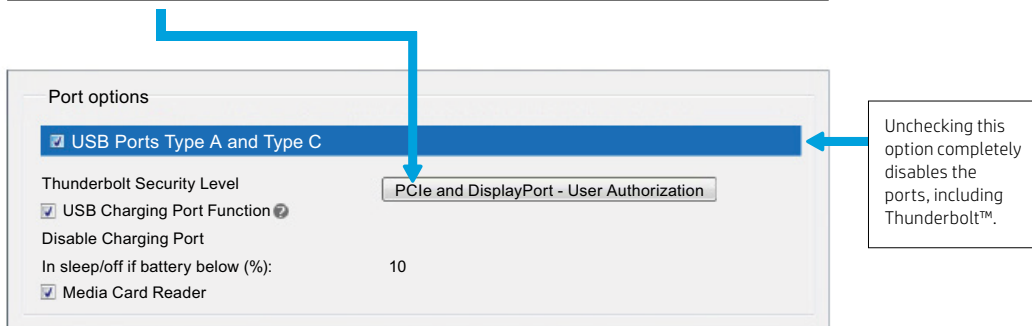 Port options
USB Ports Type A and Type C
Thunderbolt Security Level
PCIe and DisplayPort - User Authorization
USB Charging Port Function
Disable Charging Port
In sleep/off if battery below (%):
10
Media Card Reader
Unchecking this
option completely
disables the
ports, including
Thunderbolt™.